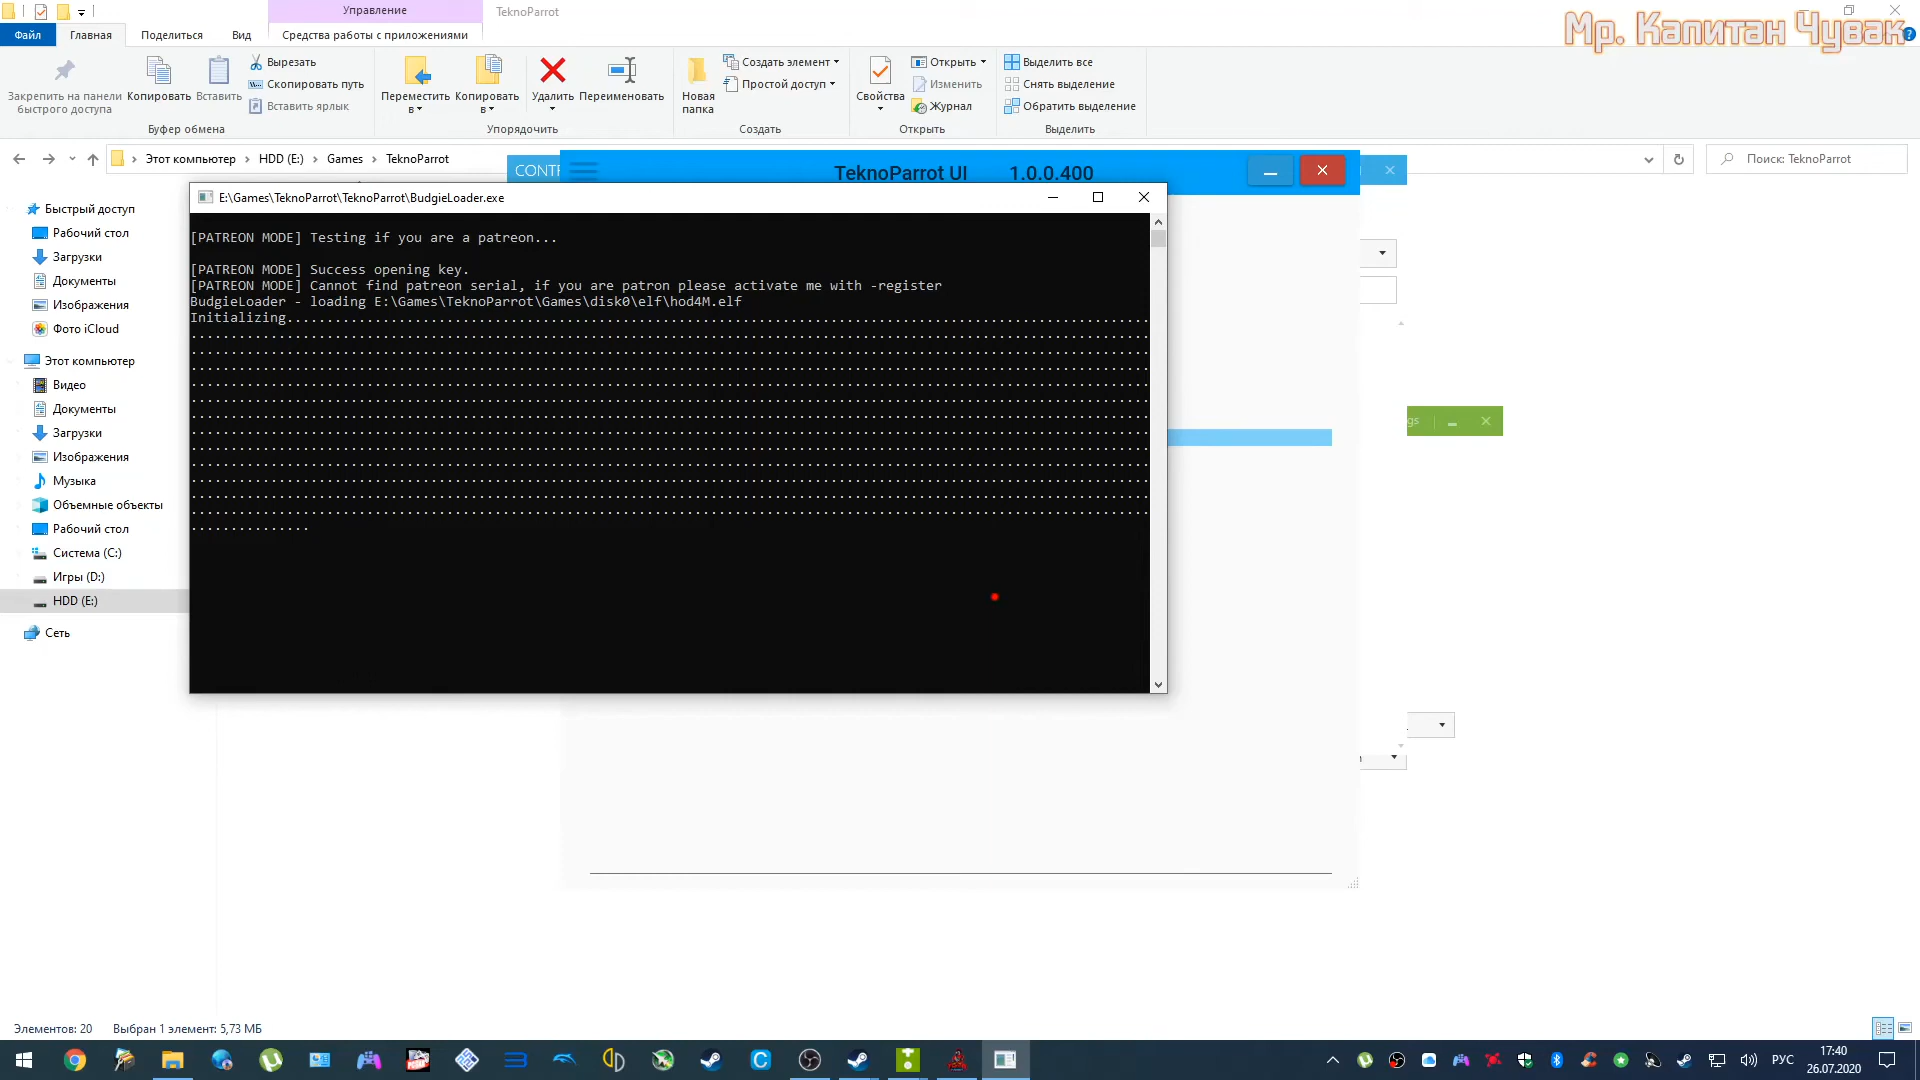 Управление
TeknoParrot
Мр. Капитан Чувак
Файл
Главная
Поделиться
Вид
Средства работы с приложениями
Закрепить на панели
быстрого доступа
Копировать
Вставить
Вырезать
Скопировать путь
Вставить ярлык
Буфер обмена
Переместить
в
Копировать
в
Удалить
Переименовать
Упорядочить
Новая
папка
Создать элемент
Простой доступ
Создать
Свойства
Открыть
Изменить
Журнал
Открыть
Выделить все
Снять выделение
Обратить выделение
Выделить
Этот компьютер
HDD (E:)
Games
TeknoParrot
Поиск: TeknoParrot
CONTR
TeknoParrot UI 1.0.0.400
E:\Games\TeknoParrot\TeknoParrot\BudgieLoader.exe
[PATREON MODE] Testing if you are a patreon...
[PATREON MODE] Success opening key.
[PATREON MODE] Cannot find patreon serial, if you are patron please activate me with -register
BudgieLoader - loading E:\Games\TeknoParrot\Games\disk0\elf\hod4M.elf
Initializing...
gs
Быстрый доступ
Рабочий стол
Загрузки
Документы
Изображения
Фото iCloud
Этот компьютер
Видео
Документы
Загрузки
Изображения
Музыка
Объемные объекты
Рабочий стол
Система (C:)
Игры (D:)
HDD (E:)
Сеть
Элементов: 20
Выбран 1 элемент: 5,73 МБ
РУС
17:40
26.07.2020